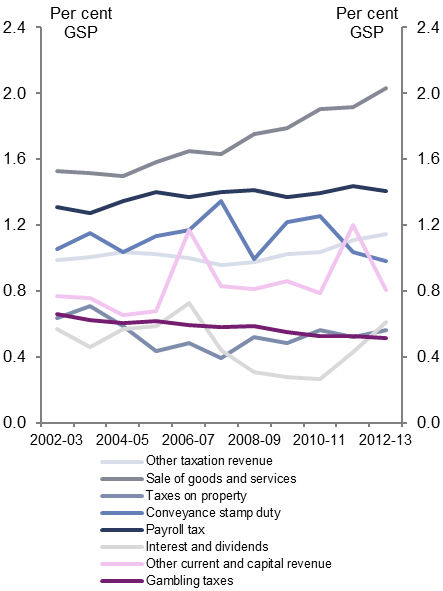 Per cent GSP
Per cent GSP
2.4
2.4
2.0
2.0
1.6
1.6
1.2
1.2
0.8
0.8
0.4
0.4
0.0
0.0
2002-03 2004-05 2006-07 2008-09 2010-11 2012-13
Other taxation revenue
Sale of goods and services
Taxes on property
Conveyance stamp duty
Payroll tax
Interest and dividends
Other current and capital revenue
Gambling taxes